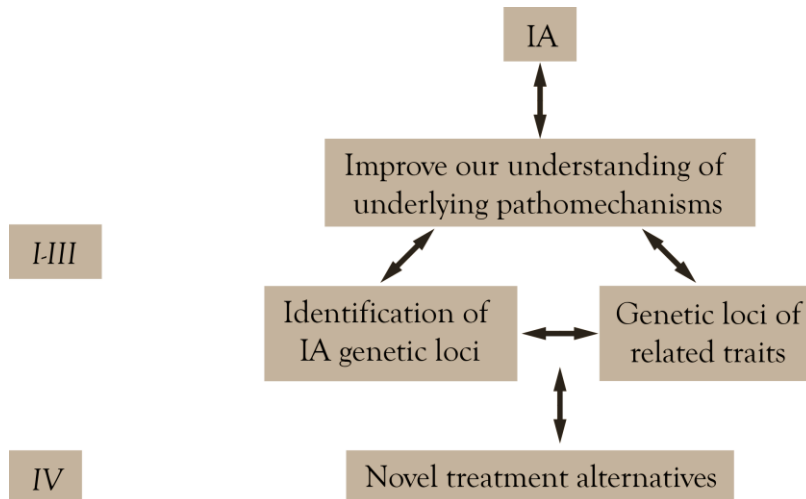 IA
Improve our understanding of
underlying pathomechanisms
I-III
Identification of
IA genetic loci
Genetic loci of
related traits
IV
Novel treatment alternatives